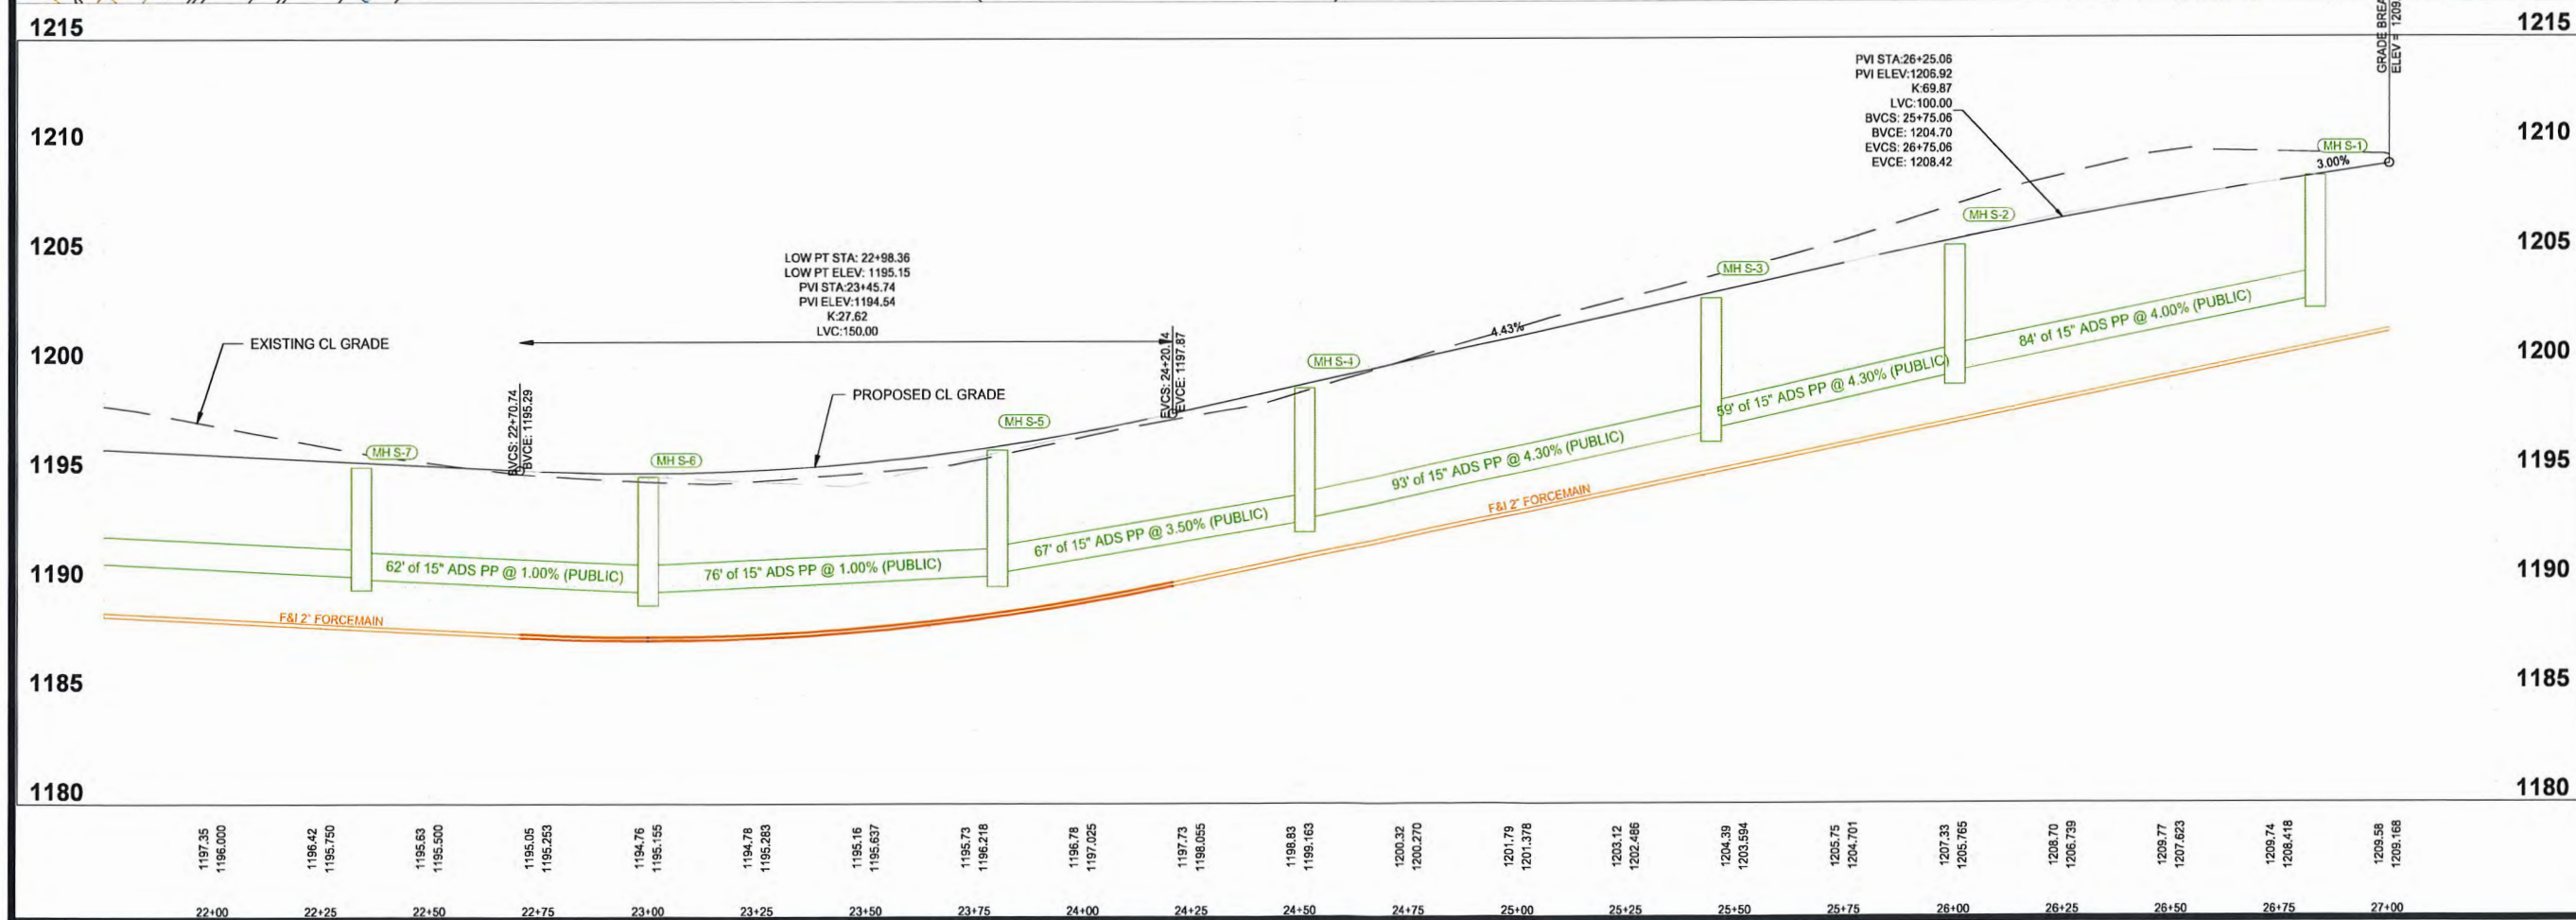 1215
1215
GRADE BREA
ELEV = 1209.
PVI STA:26+25.06
PVI ELEV:1206.92
K:69.87
LVC:100.00
BVCS: 25+75.06
BVCE: 1204.70
EVCS: 26+75.06
EVCE: 1208.42
1210
1210
MH S-1
3.00%
MH S-2
1205
1205
LOW PT STA: 22+98.36
LOW PT ELEV: 1195.15
PVI STA:23+45.74
PVI ELEV:1194.54
K:27.62
LVC:150.00
MH S-3
84' of 15" ADS PP @ 4.00% (PUBLIC)
4.43%
EXISTING CL GRADE
1200
1200
EVCS: 24+20.74
EVCE: 1197.87
MH S-4
59' of 15" ADS PP @ 4.30% (PUBLIC)
PROPOSED CL GRADE
BVCS: 22+70.74
BVCE: 1195.29
MH S-5
MH S-7
MH S-6
1195
1195
93' of 15" ADS PP @ 4.30% (PUBLIC)
F&I 2" FORCEMAIN
67' of 15" ADS PP @ 3.50% (PUBLIC)
62' of 15" ADS PP @ 1.00% (PUBLIC)
76' of 15" ADS PP @ 1.00% (PUBLIC)
1190
1190
F&I 2" FORCEMAIN
1185
1185
1180
1180
1197.35
1196.000
1196.42
1195.750
1195.63
1195.500
1195.05
1195.253
1194.76
1195.155
1194.78
1195.283
1195.16
1195.637
1195.73
1196.218
1196.78
1197.025
1197.73
1198.055
1198.83
1199.163
1200.32
1200.270
1201.79
1201.378
1203.12
1202.486
1204.39
1203.594
1205.75
1204.701
1207.33
1205.765
1208.70
1206.739
1209.77
1207.623
1209.74
1208.418
1209.58
1209.168
22+00 22+25 22+50 22+75 23+00 23+25 23+50 23+75 24+00 24+25 24+50 24+75 25+00 25+25 25+50 25+75 26+00 26+25 26+50 26+75 27+00